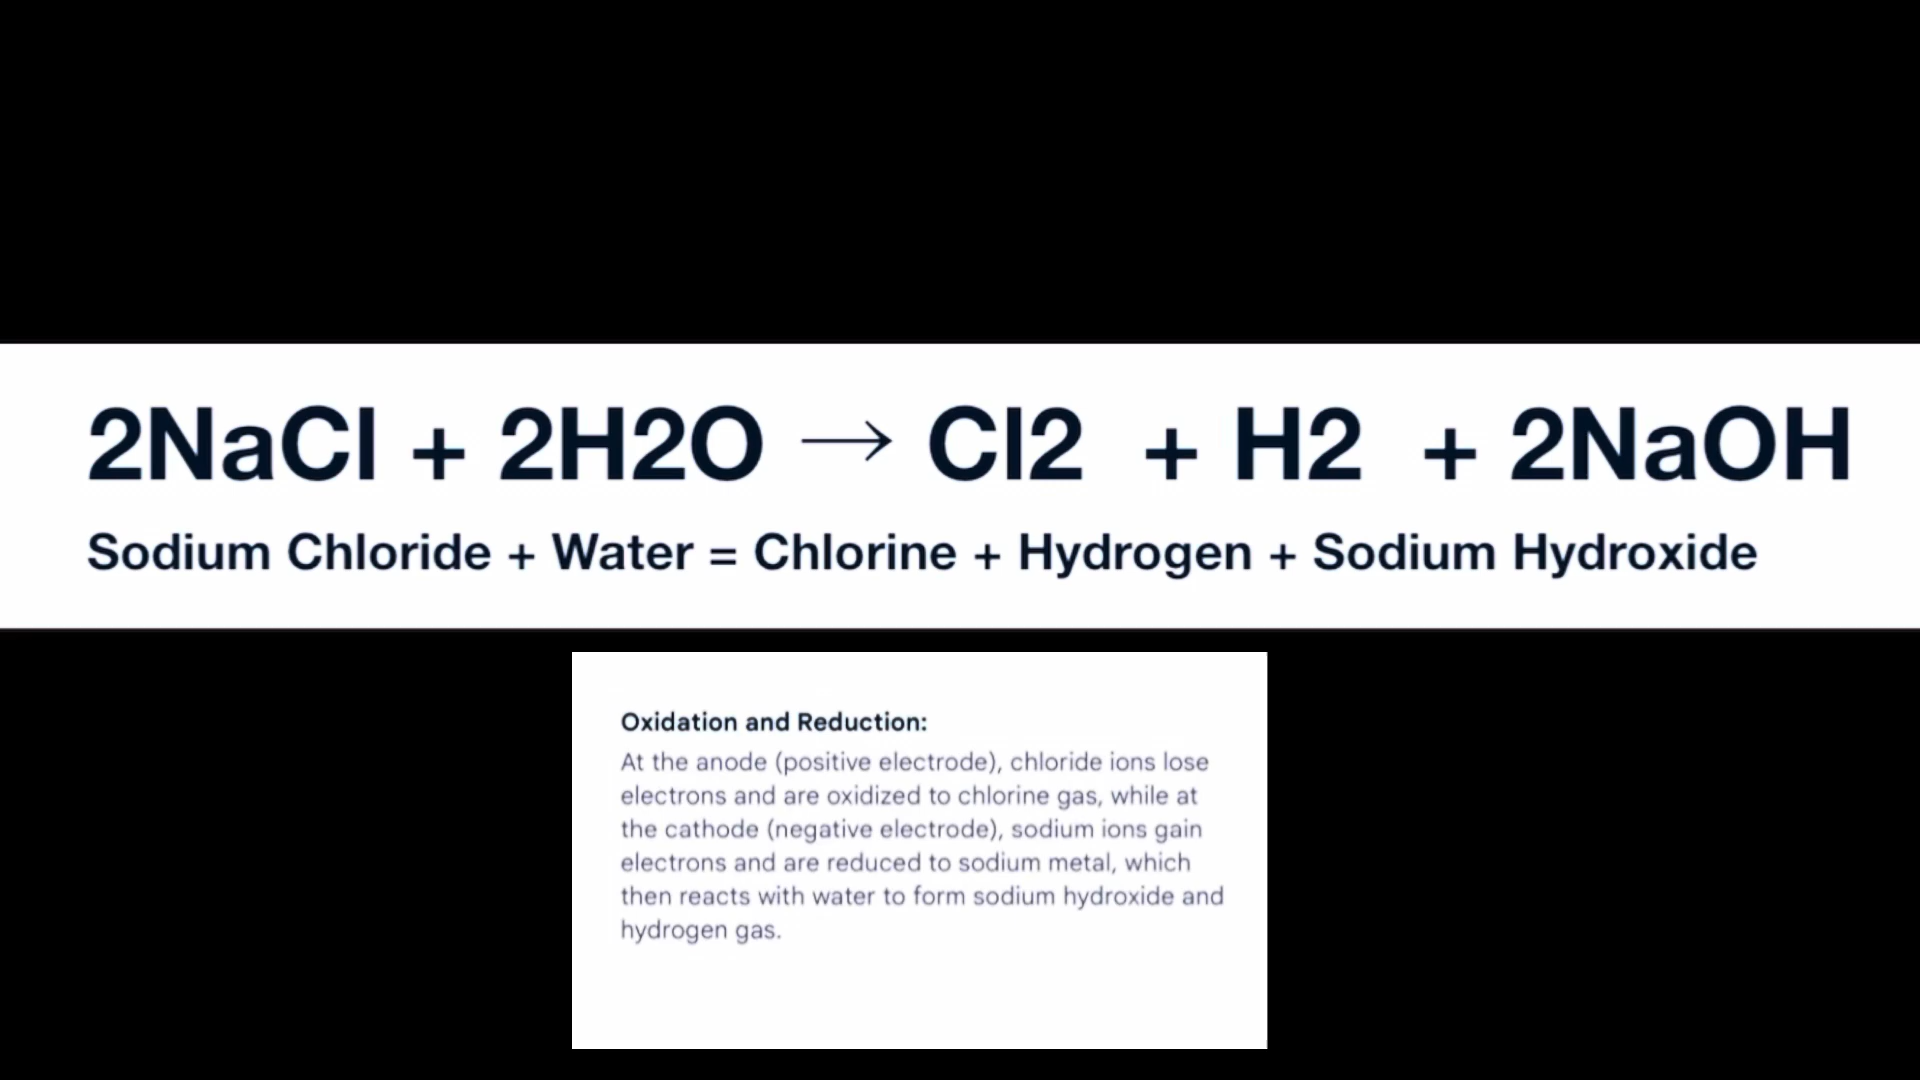 2NaCl + 2H2O → Cl2 + H2 + 2NaOH
Sodium Chloride + Water = Chlorine + Hydrogen + Sodium Hydroxide
Oxidation and Reduction:
At the anode (positive electrode), chloride ions lose
electrons and are oxidized to chlorine gas, while at
the cathode (negative electrode), sodium ions gain
electrons and are reduced to sodium metal, which
then reacts with water to form sodium hydroxide and
hydrogen gas.